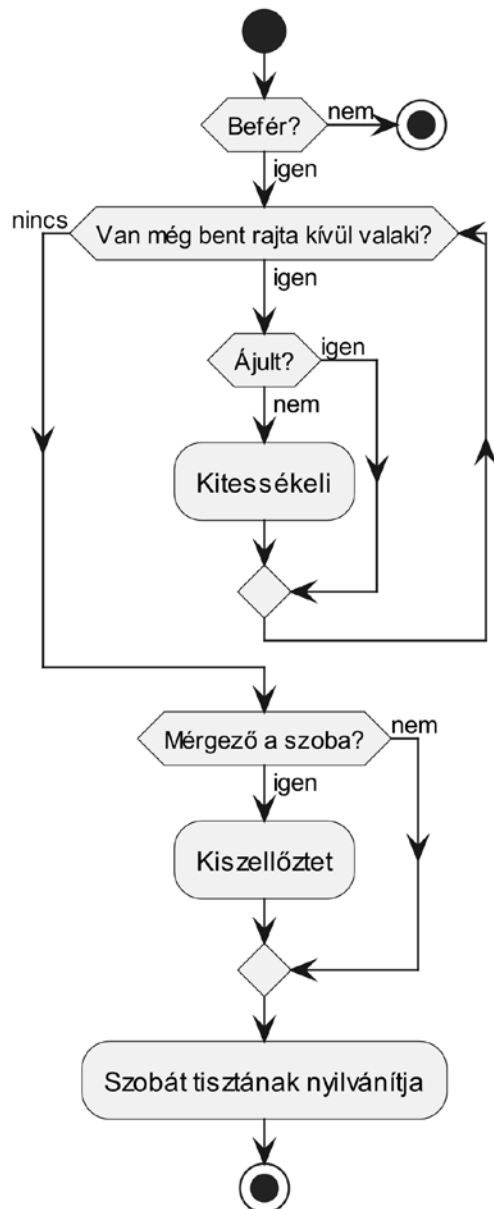 Befér?
nem
igen
nincs
Van még bent rajta kívül valaki?
igen
Ájult?
igen
nem
Kitessékeli
Mérgező a szoba?
nem
igen
Kiszellőztet
Szobát tisztának nyilvánítja